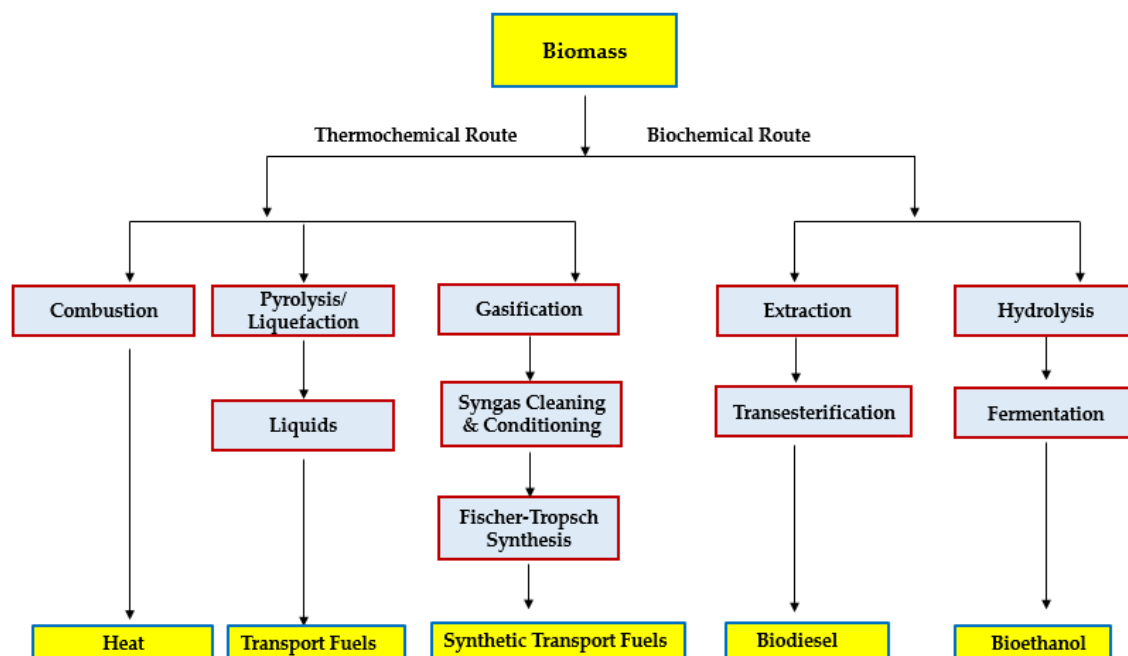 Biomass
Thermochemical Route
Biochemical Route
Combustion
Pyrolysis/
Liquefaction
Gasification
Extraction
Hydrolysis
Liquids
Syngas Cleaning
& Conditioning
Transesterification
Fermentation
Fischer-Tropsch
Synthesis
Heat
Transport Fuels
Synthetic Transport Fuels
Biodiesel
Bioethanol